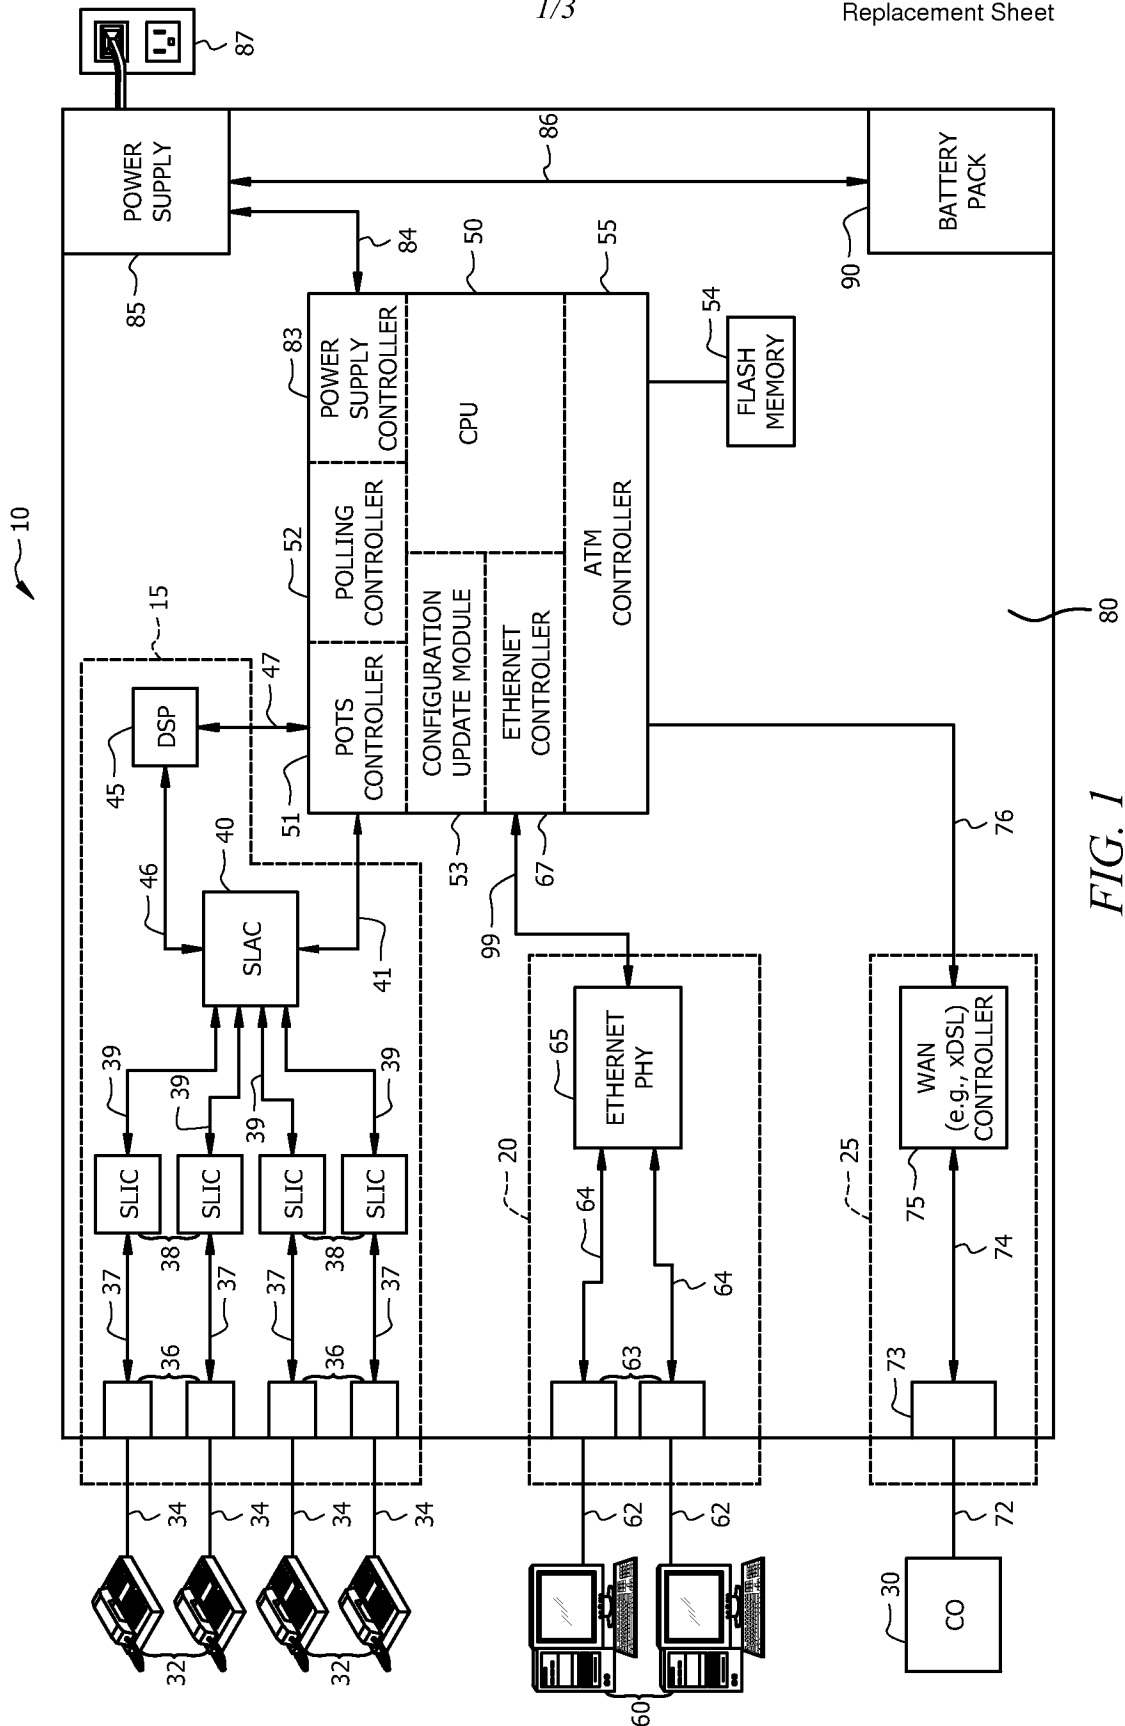 1/3
Replacement Sheet
10
87
POWER
SUPPLY
85
86
84
BATTERY
PACK
90
80
15
DSP
45
47
46
SLAC
40
41
39
39
39
39
SLIC
SLIC
SLIC
SLIC
38
38
37
37
37
37
36
36
34
34
34
34
32
32
POTS
CONTROLLER
51
POLLING
CONTROLLER
52
POWER
SUPPLY
CONTROLLER
83
CONFIGURATION
UPDATE MODULE
53
ETHERNET
CONTROLLER
67
CPU
50
ATM
CONTROLLER
55
FLASH
MEMORY
54
99
20
ETHERNET
PHY
65
64
64
63
62
62
60
76
25
WAN
(e.g., xDSL)
CONTROLLER
75
74
73
72
CO
30
FIG. 1